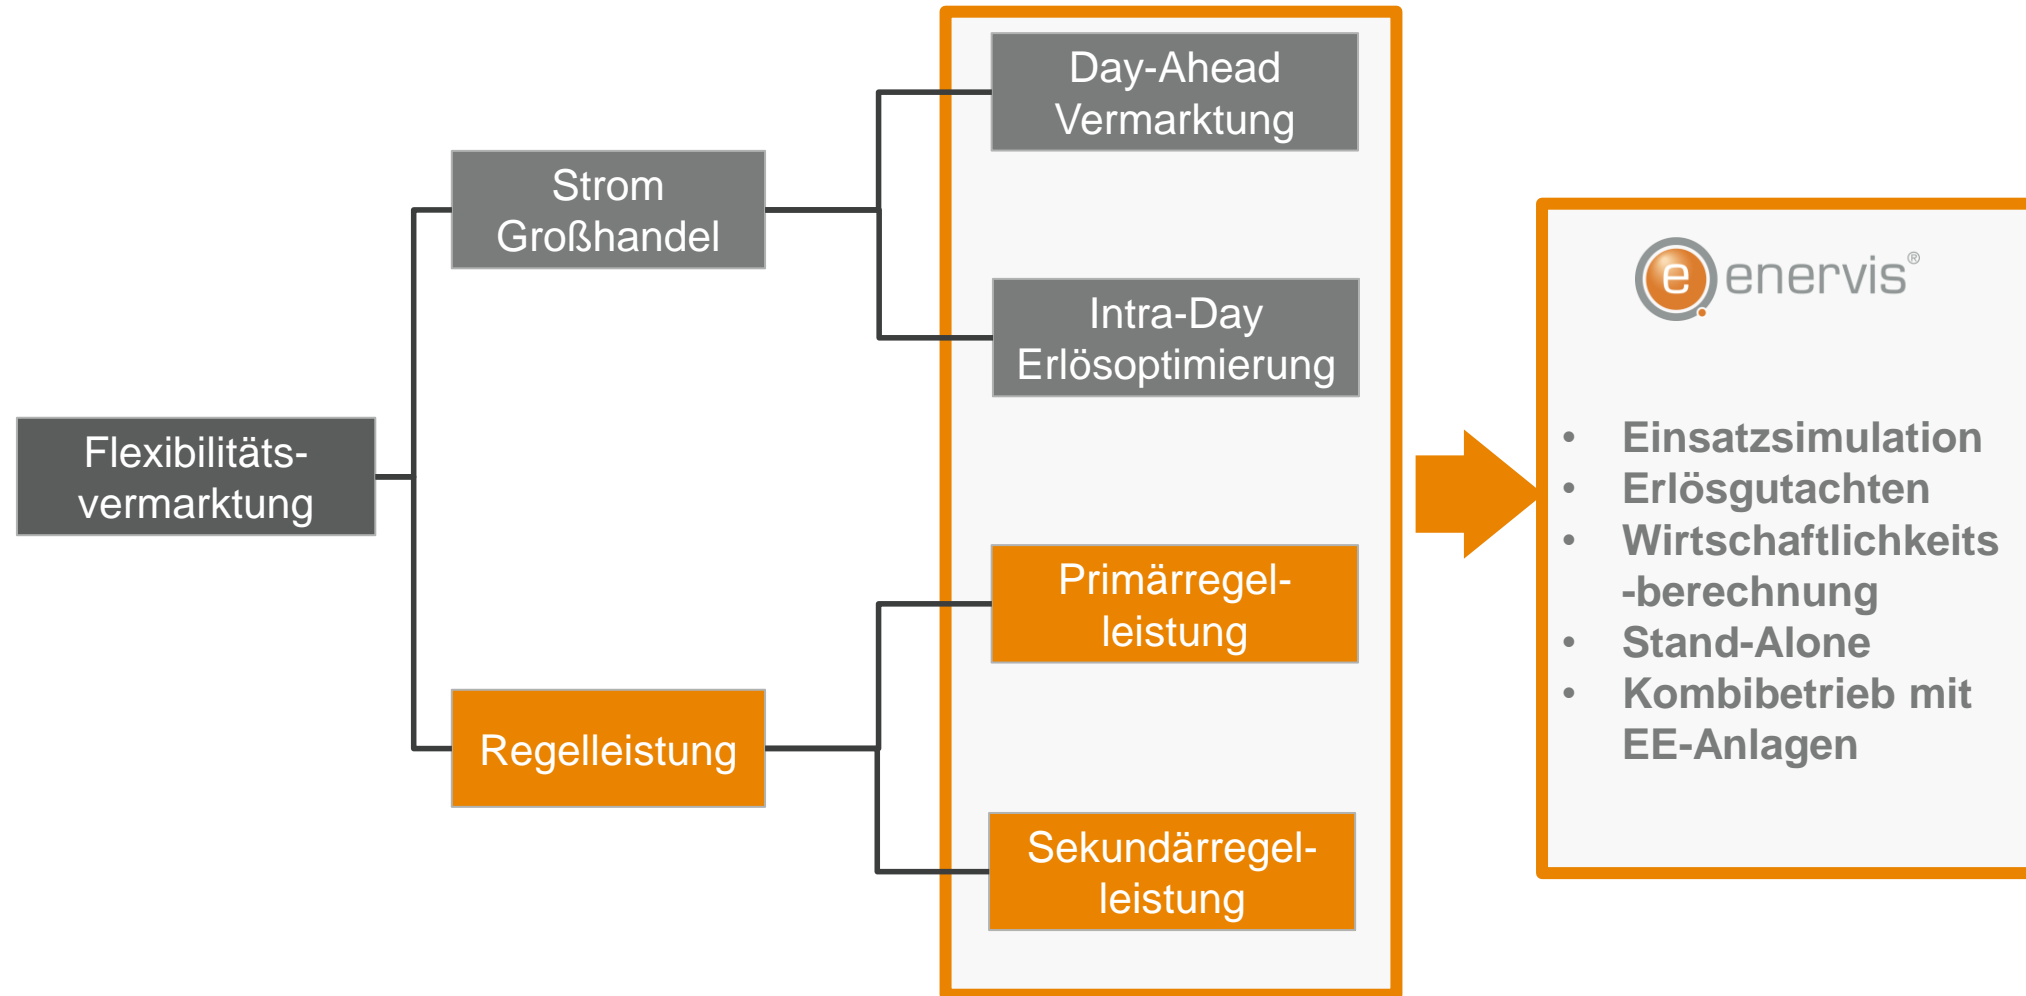 Day-Ahead
Vermarktung
Strom
Großhandel
Intra-Day
Erlösoptimierung
Flexibilitäts-
vermarktung
Primärregel-
leistung
Regelleistung
Sekundärregel-
leistung
e enervis®
• Einsatzsimulation
• Erlösgutachten
• Wirtschaftlichkeits
-berechnung
• Stand-Alone
• Kombibetrieb mit
EE-Anlagen